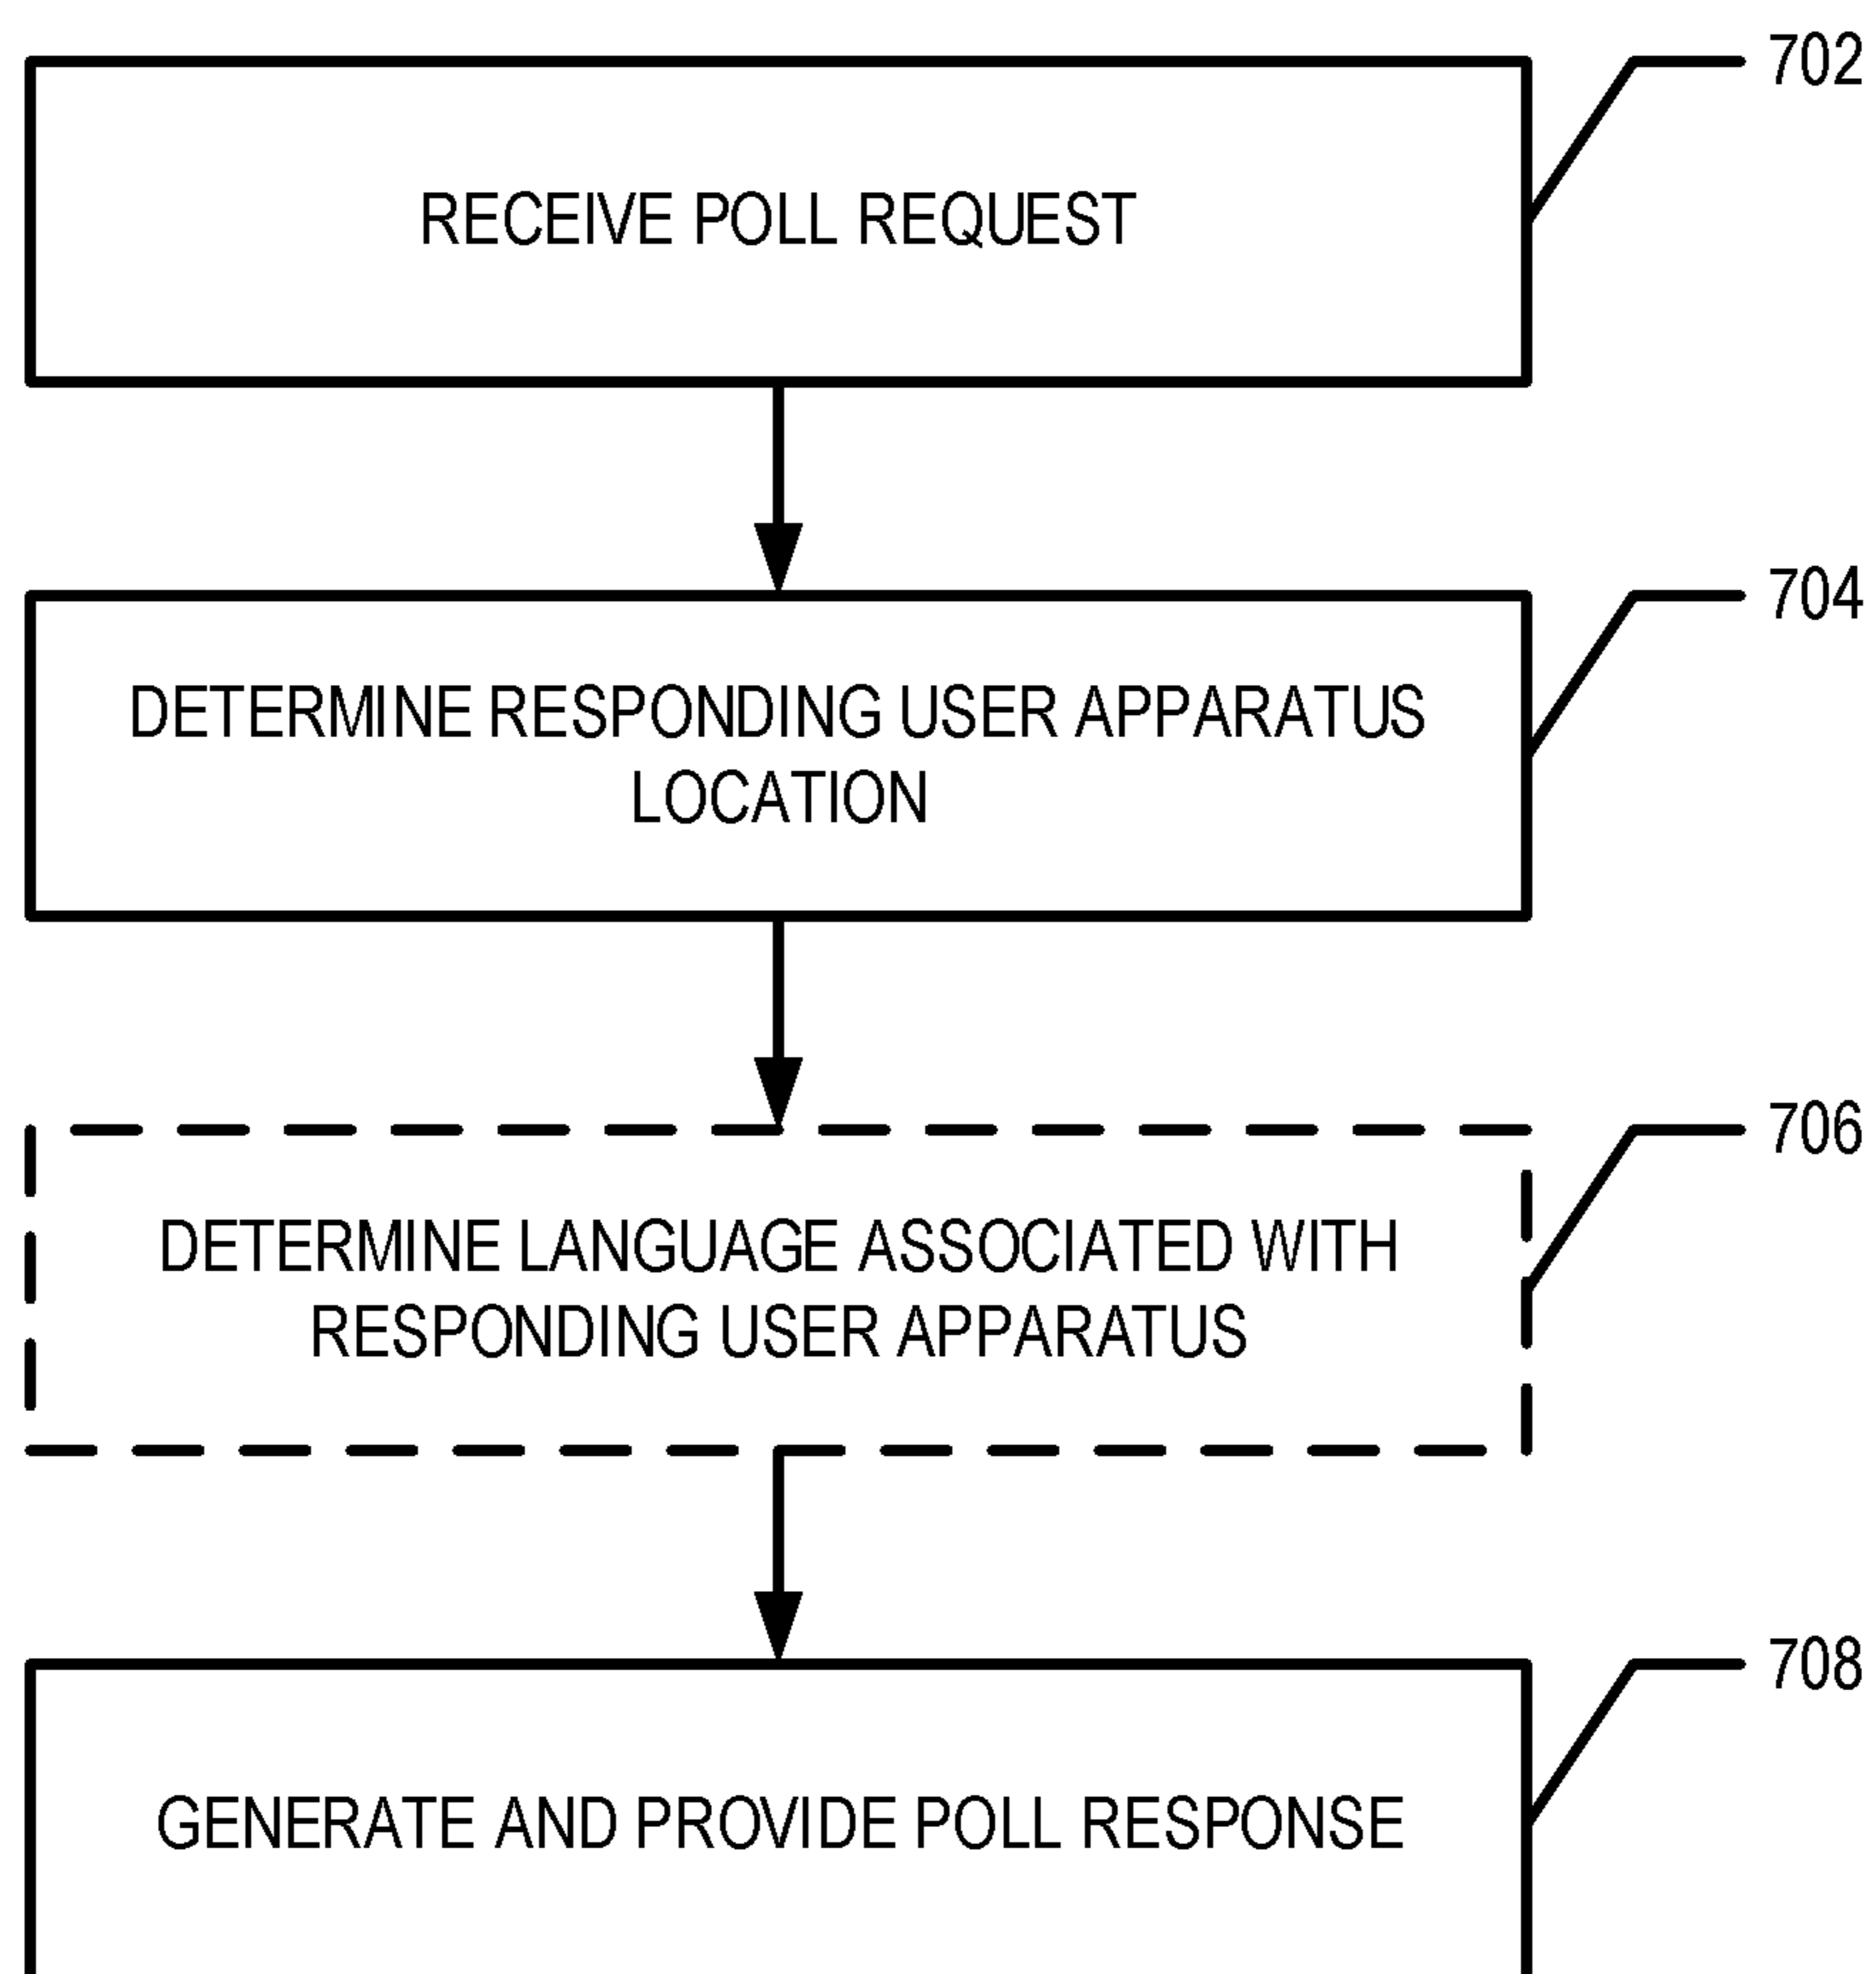 702
RECEIVE POLL REQUEST
704
DETERMINE RESPONDING USER APPARATUS
LOCATION
706
DETERMINE LANGUAGE ASSOCIATED WITH
RESPONDING USER APPARATUS
708
GENERATE AND PROVIDE POLL RESPONSE